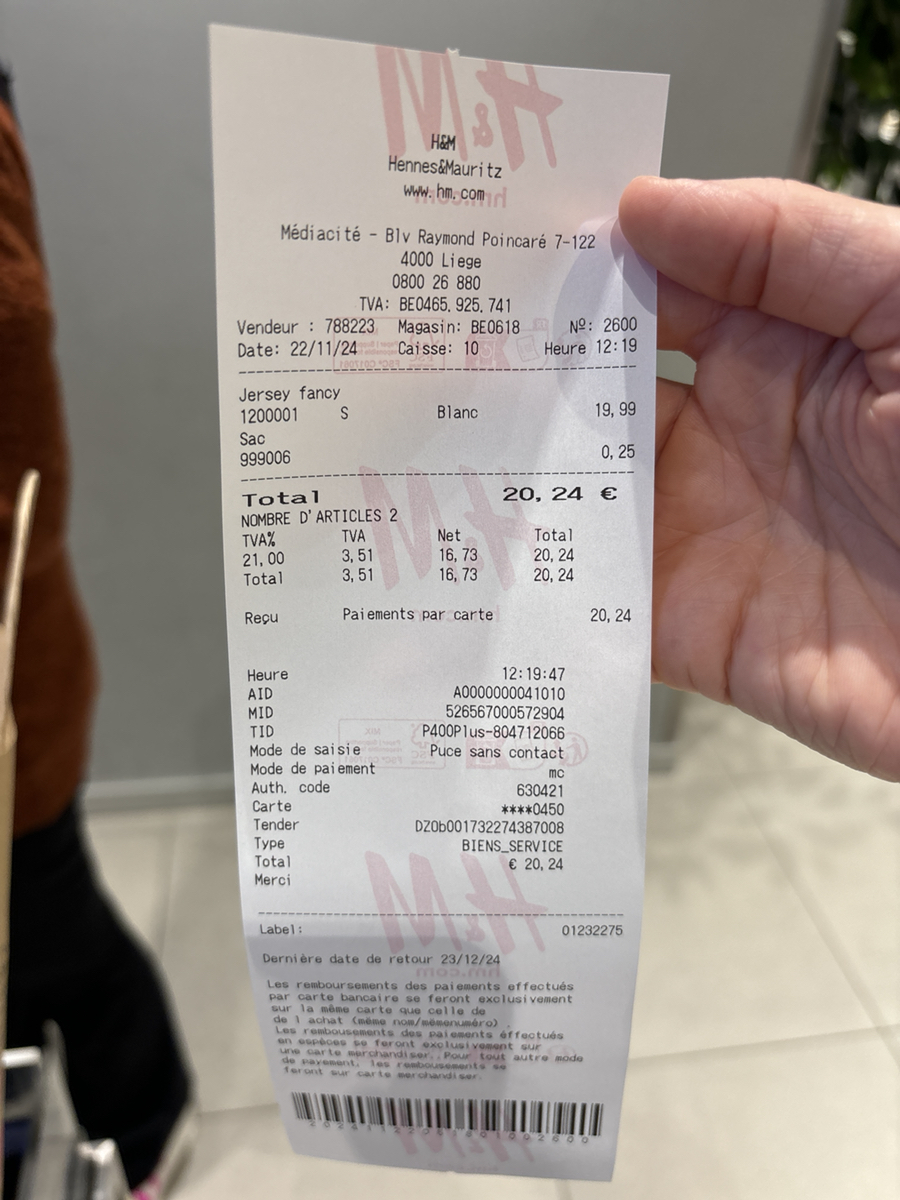 H&M
Hennes&Mauritz
www.hm.com
Médiacité - Blv Raymond Poincaré 7-122
4000 Liege
0800 26 880
TVA: BE0465.925.741
Vendeur : 788223 Magasin: BE0618 Nº: 2600
Date: 22/11/24 Caisse: 10 Heure 12:19
Jersey fancy
1200001 S Blanc 19,99
Sac
999006 0,25
Total 20,24 €
NOMBRE D'ARTICLES 2
TVA% TVA Net Total
21,00 3,51 16,73 20,24
Total 3,51 16,73 20,24
Reçu Paiements par carte 20,24
Heure 12:19:47
AID A0000000041010
MID 526567000572904
TID P400Plus-804712066
Mode de saisie Puce sans contact
Mode de paiement mc
Auth. code 630421
Carte ****0450
Tender DZ0b001732274387008
Type BIENS_SERVICE
Total € 20,24
Merci
Label: 01232275
Dernière date de retour 23/12/24
Les remboursements des paiements effectués
par carte bancaire se feront exclusivement
sur la même carte que celle de
de l achat (même nom/mêmenuméro) .
Les rembousements des paiements éffectués
en espèces se feront exclusivement sur
une carte merchandiser. Pour tout autre mode
de payement, les rembousements se
feront sur carte merchandiser.